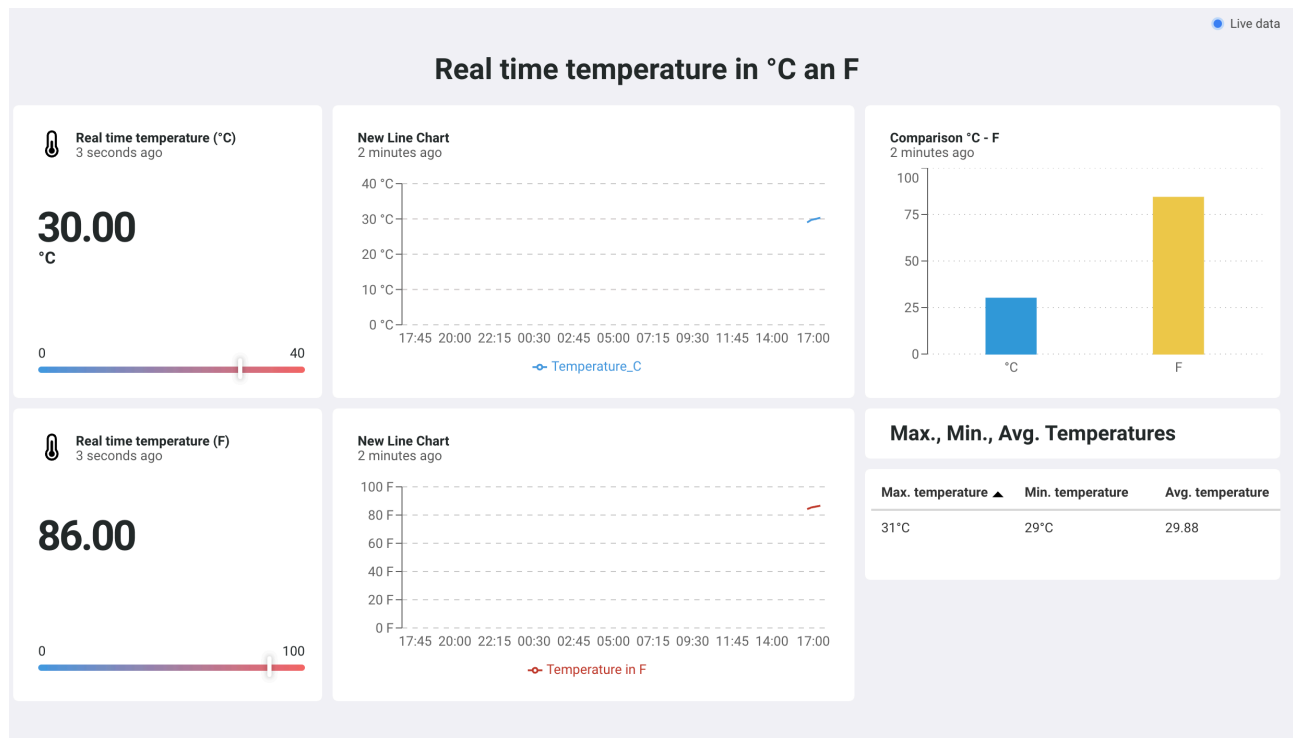 Live data
Real time temperature in °C an F
Real time temperature (°C)
3 seconds ago
30.00
°C
0 40
New Line Chart
2 minutes ago
40 °C
30 °C
20 °C
10 °C
0 °C
17:45 20:00 22:15 00:30 02:45 05:00 07:15 09:30 11:45 14:00 17:00
Temperature_C
Comparison °C - F
2 minutes ago
100
75
50
25
0
°C F
Real time temperature (F)
3 seconds ago
86.00
0 100
New Line Chart
2 minutes ago
100 F
80 F
60 F
40 F
20 F
0 F
17:45 20:00 22:15 00:30 02:45 05:00 07:15 09:30 11:45 14:00 17:00
Temperature in F
Max., Min., Avg. Temperatures
Max. temperature Min. temperature Avg. temperature
31°C 29°C 29.88